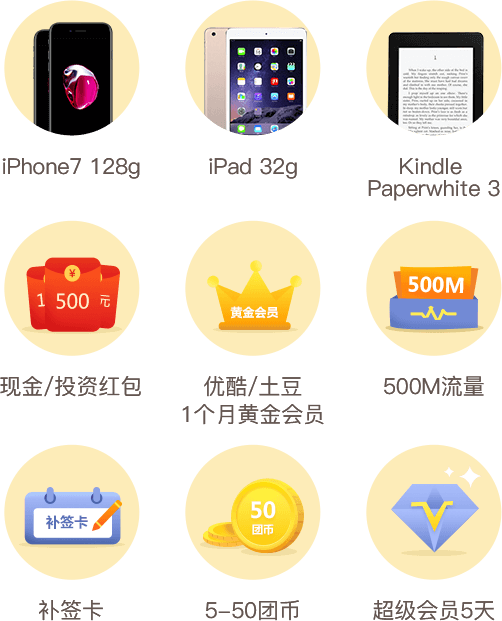 iPhone7 128g
iPad 32g
Kindle
Paperwhite 3
1
¥
500
元
黄金会员
500M
现金/投资红包
优酷/土豆
1个月黄金会员
500M流量
补签卡
50
团币
补签卡
5-50团币
超级会员5天